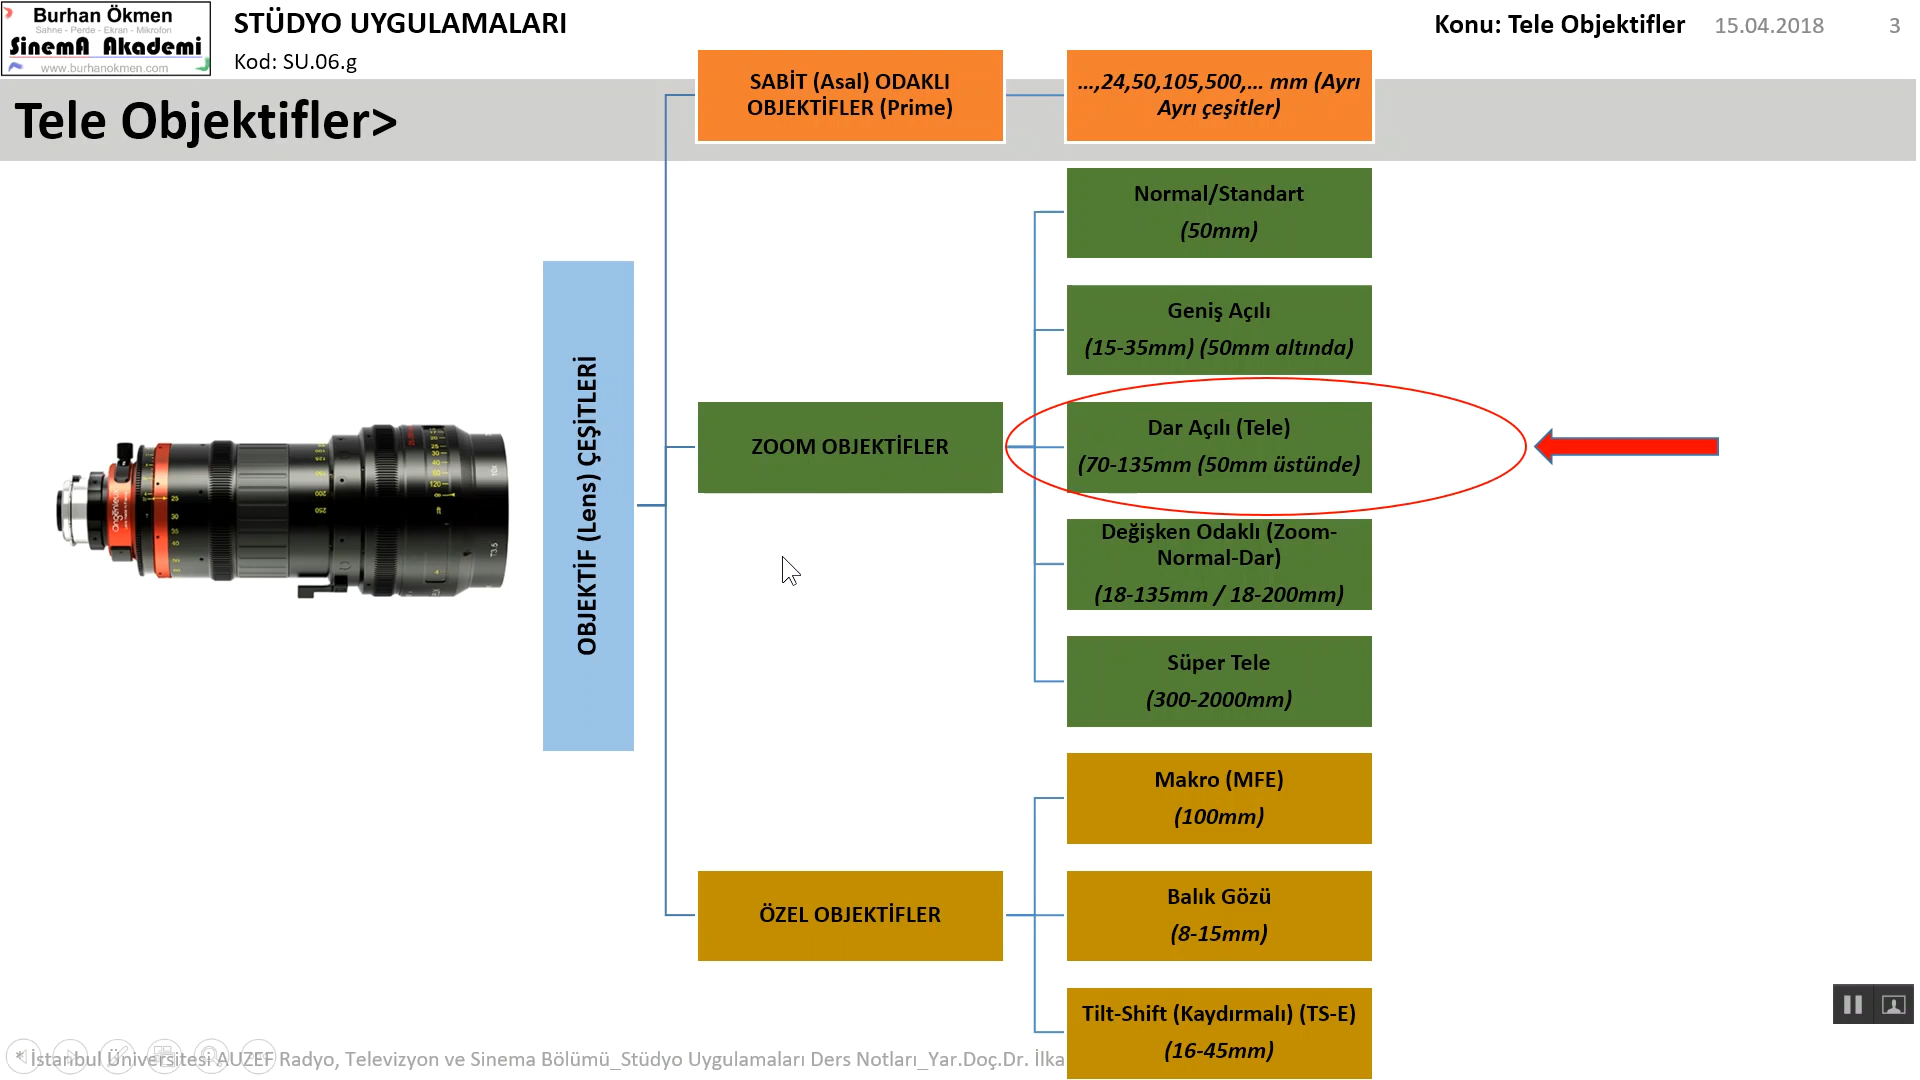 Burhan Ökmen
Sahne - Perde - Ekran - Mikrofon
SinemA Akademi
www.burhanokmen.com
STÜDYO UYGULAMALARI
Kod: SU.06.g
Konu: Tele Objektifler
15.04.2018
3
Tele Objektifler>
OBJEKTİF (Lens) ÇEŞİTLERİ
SABİT (Asal) ODAKLI
OBJEKTİFLER (Prime)
...,24,50,105,500,... mm (Ayrı
Ayrı çeşitler)
ZOOM OBJEKTİFLER
Normal/Standart
(50mm)
Geniş Açılı
(15-35mm) (50mm altında)
Dar Açılı (Tele)
(70-135mm (50mm üstünde)
Değişken Odaklı (Zoom-
Normal-Dar)
(18-135mm / 18-200mm)
Süper Tele
(300-2000mm)
ÖZEL OBJEKTİFLER
Makro (MFE)
(100mm)
Balık Gözü
(8-15mm)
Tilt-Shift (Kaydırmalı) (TS-E)
(16-45mm)
* İstanbul Üniversitesi AUZEF Radyo, Televizyon ve Sinema Bölümü_Stüdyo Uygulamaları Ders Notları_Yar.Doç.Dr. İlka